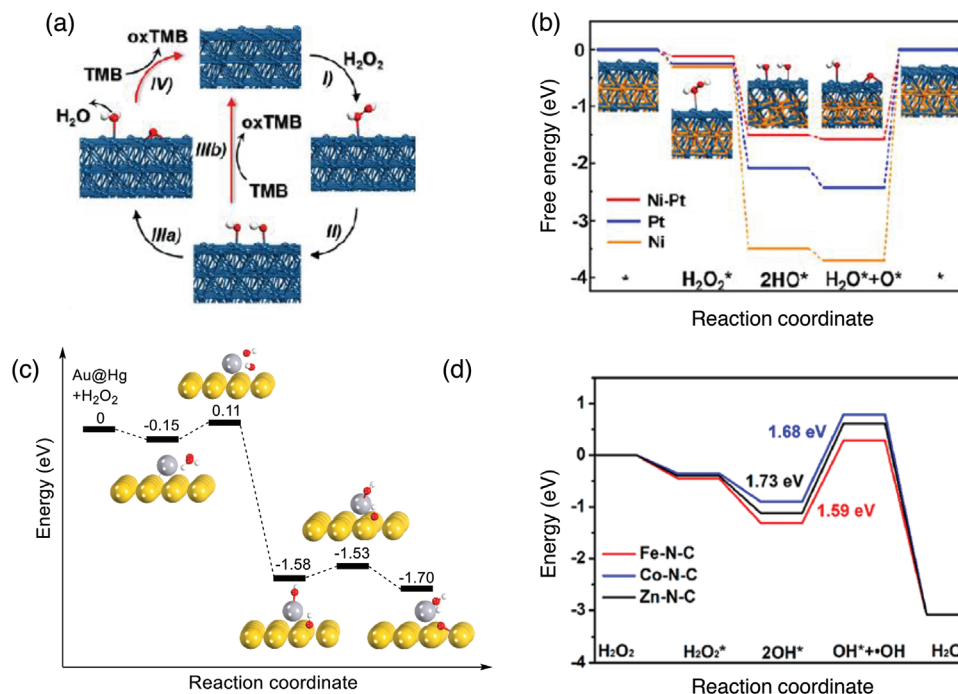 (a)
oxTMB
TMB
IV)
I)
H₂O₂
H₂O
IIIb)
oxTMB
TMB
IIIa)
II)
(b)
Free energy (eV)
0
-1
-2
-3
-4
Ni-Pt
Pt
Ni
* H₂O₂* 2HO* H₂O*+O* *
Reaction coordinate
(c)
Energy (eV)
Au@Hg
+H₂O₂
0
-0.15
0.11
-1.58
-1.53
-1.70
Reaction coordinate
(d)
Energy (eV)
1
0
-1
-2
-3
-4
1.68 eV
1.73 eV
1.59 eV
Fe-N-C
Co-N-C
Zn-N-C
H₂O₂ H₂O₂* 2OH* OH*+•OH
Reaction coordinate